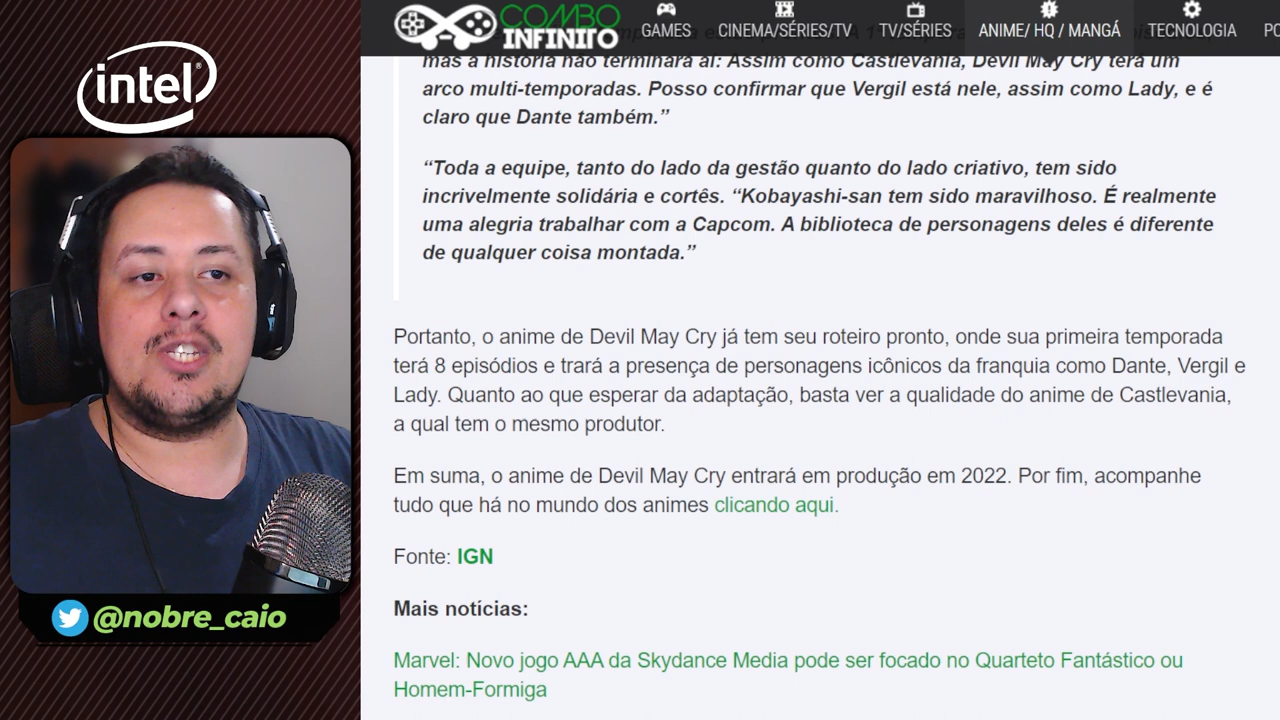 intel
COMBO
INFINITO
GAMES
CINEMA/SÉRIES/TV
TV/SÉRIES
ANIME/ HQ / MANGÁ
TECNOLOGIA
mas a história não terminará aí: Assim como Castlevania, Devil May Cry terá um
arco multi-temporadas. Posso confirmar que Vergil está nele, assim como Lady, e é
claro que Dante também.”
“Toda a equipe, tanto do lado da gestão quanto do lado criativo, tem sido
incrivelmente solidária e cortês. “Kobayashi-san tem sido maravilhoso. É realmente
uma alegria trabalhar com a Capcom. A biblioteca de personagens deles é diferente
de qualquer coisa montada.”
Portanto, o anime de Devil May Cry já tem seu roteiro pronto, onde sua primeira temporada
terá 8 episódios e trará a presença de personagens icônicos da franquia como Dante, Vergil e
Lady. Quanto ao que esperar da adaptação, basta ver a qualidade do anime de Castlevania,
a qual tem o mesmo produtor.
Em suma, o anime de Devil May Cry entrará em produção em 2022. Por fim, acompanhe
tudo que há no mundo dos animes clicando aqui.
Fonte: IGN
Mais notícias:
Marvel: Novo jogo AAA da Skydance Media pode ser focado no Quarteto Fantástico ou
Homem-Formiga
@nobre_caio